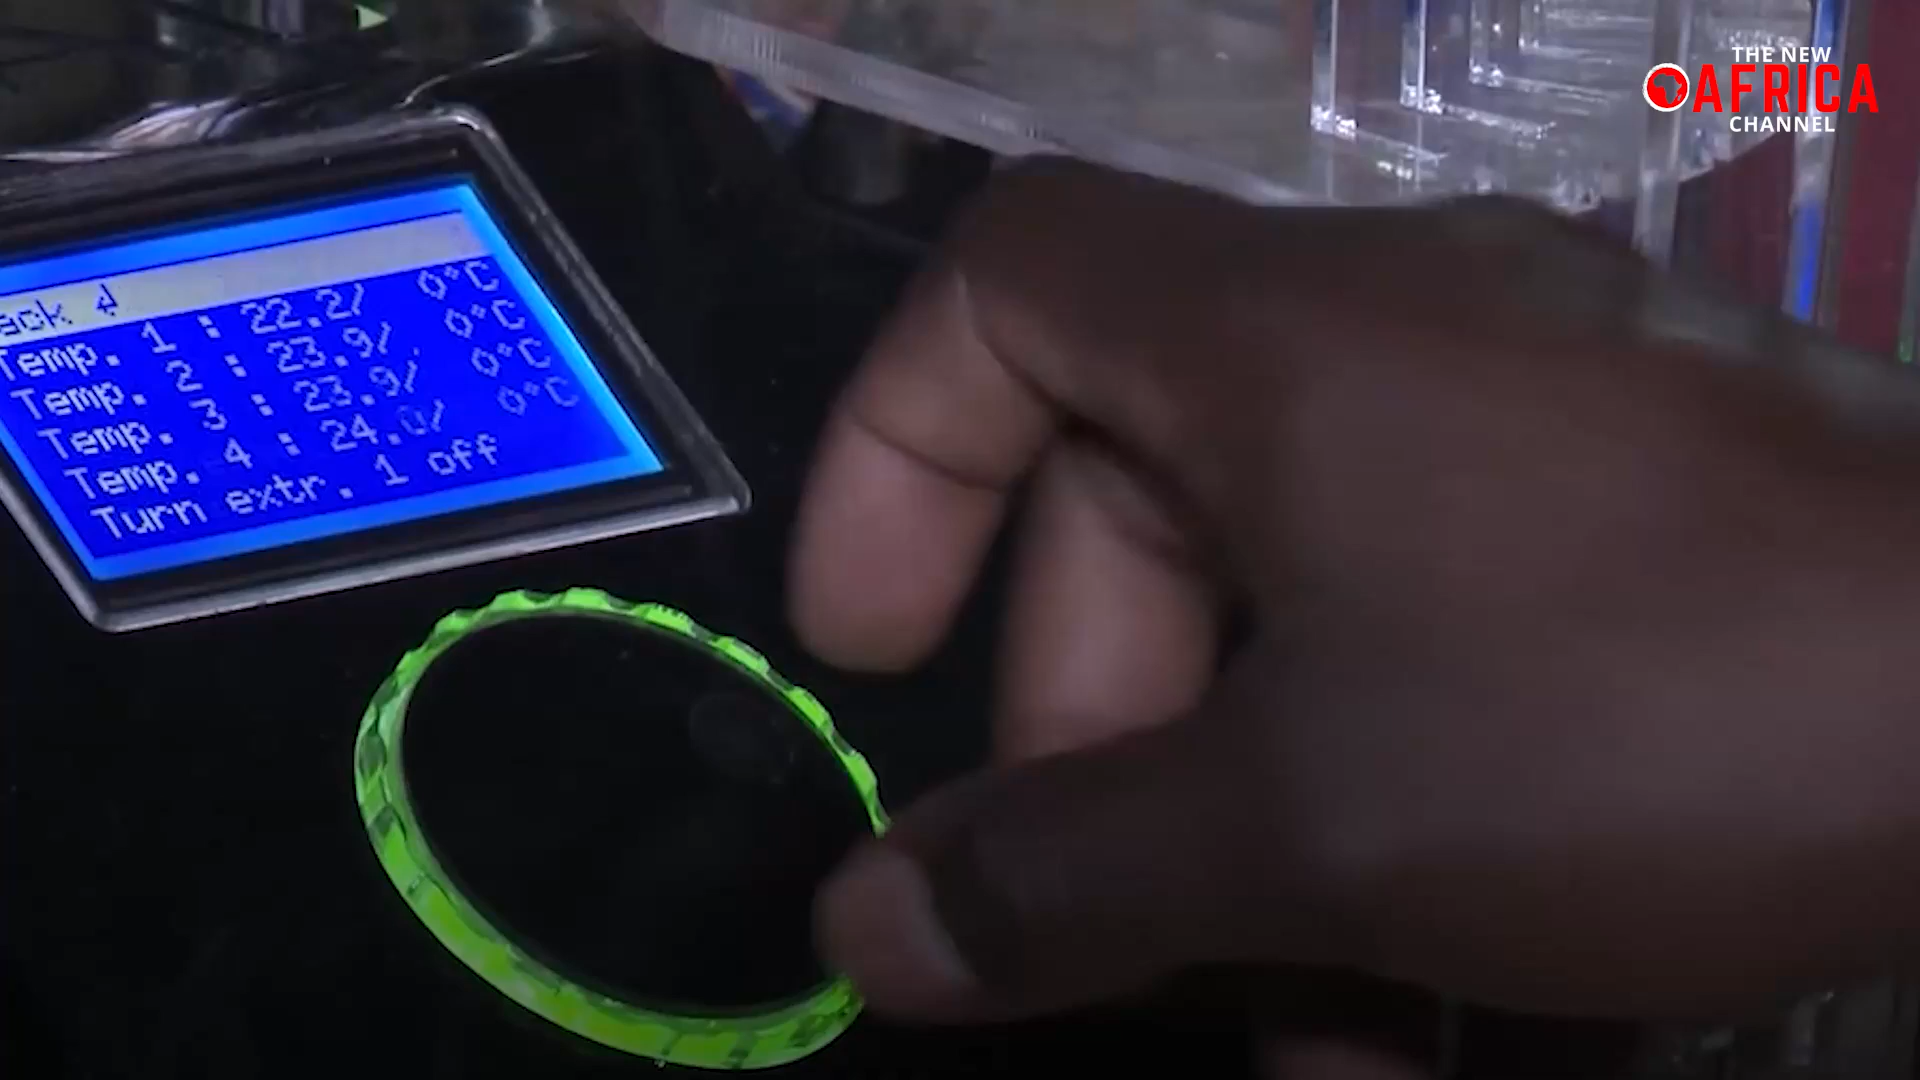 ack ↲
Temp. 1 : 22.2/ 0°C
Temp. 2 : 23.9/ 0°C
Temp. 3 : 23.9/ 0°C
Temp. 4 : 24.0/ 0°C
Turn extr. 1 off
THE NEW
AFRICA
CHANNEL